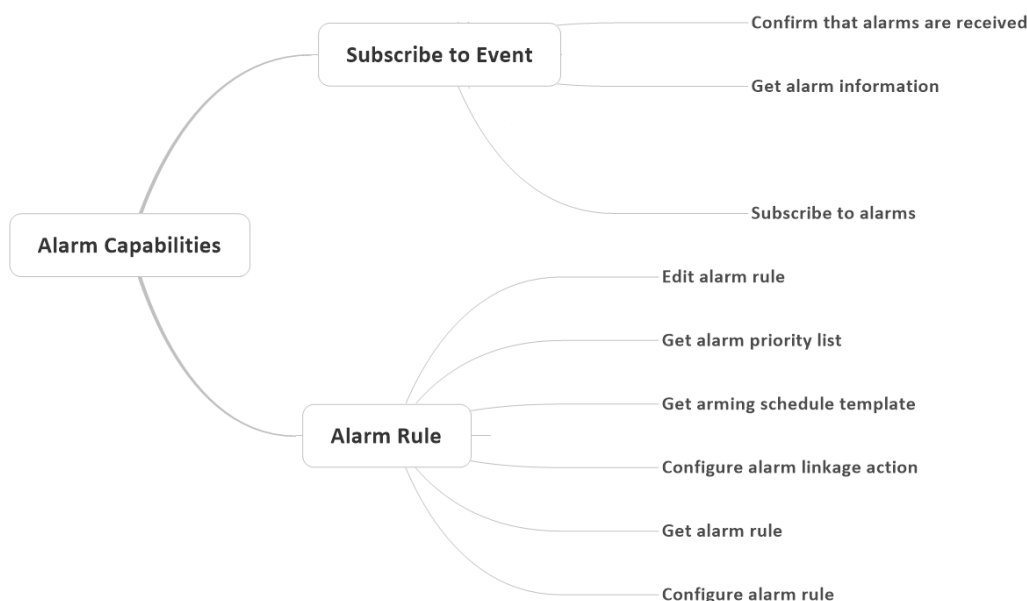 Confirm that alarms are received
Subscribe to Event
Get alarm information
Subscribe to alarms
Alarm Capabilities
Edit alarm rule
Get alarm priority list
Get arming schedule template
Alarm Rule
Configure alarm linkage action
Get alarm rule
Configure alarm rule